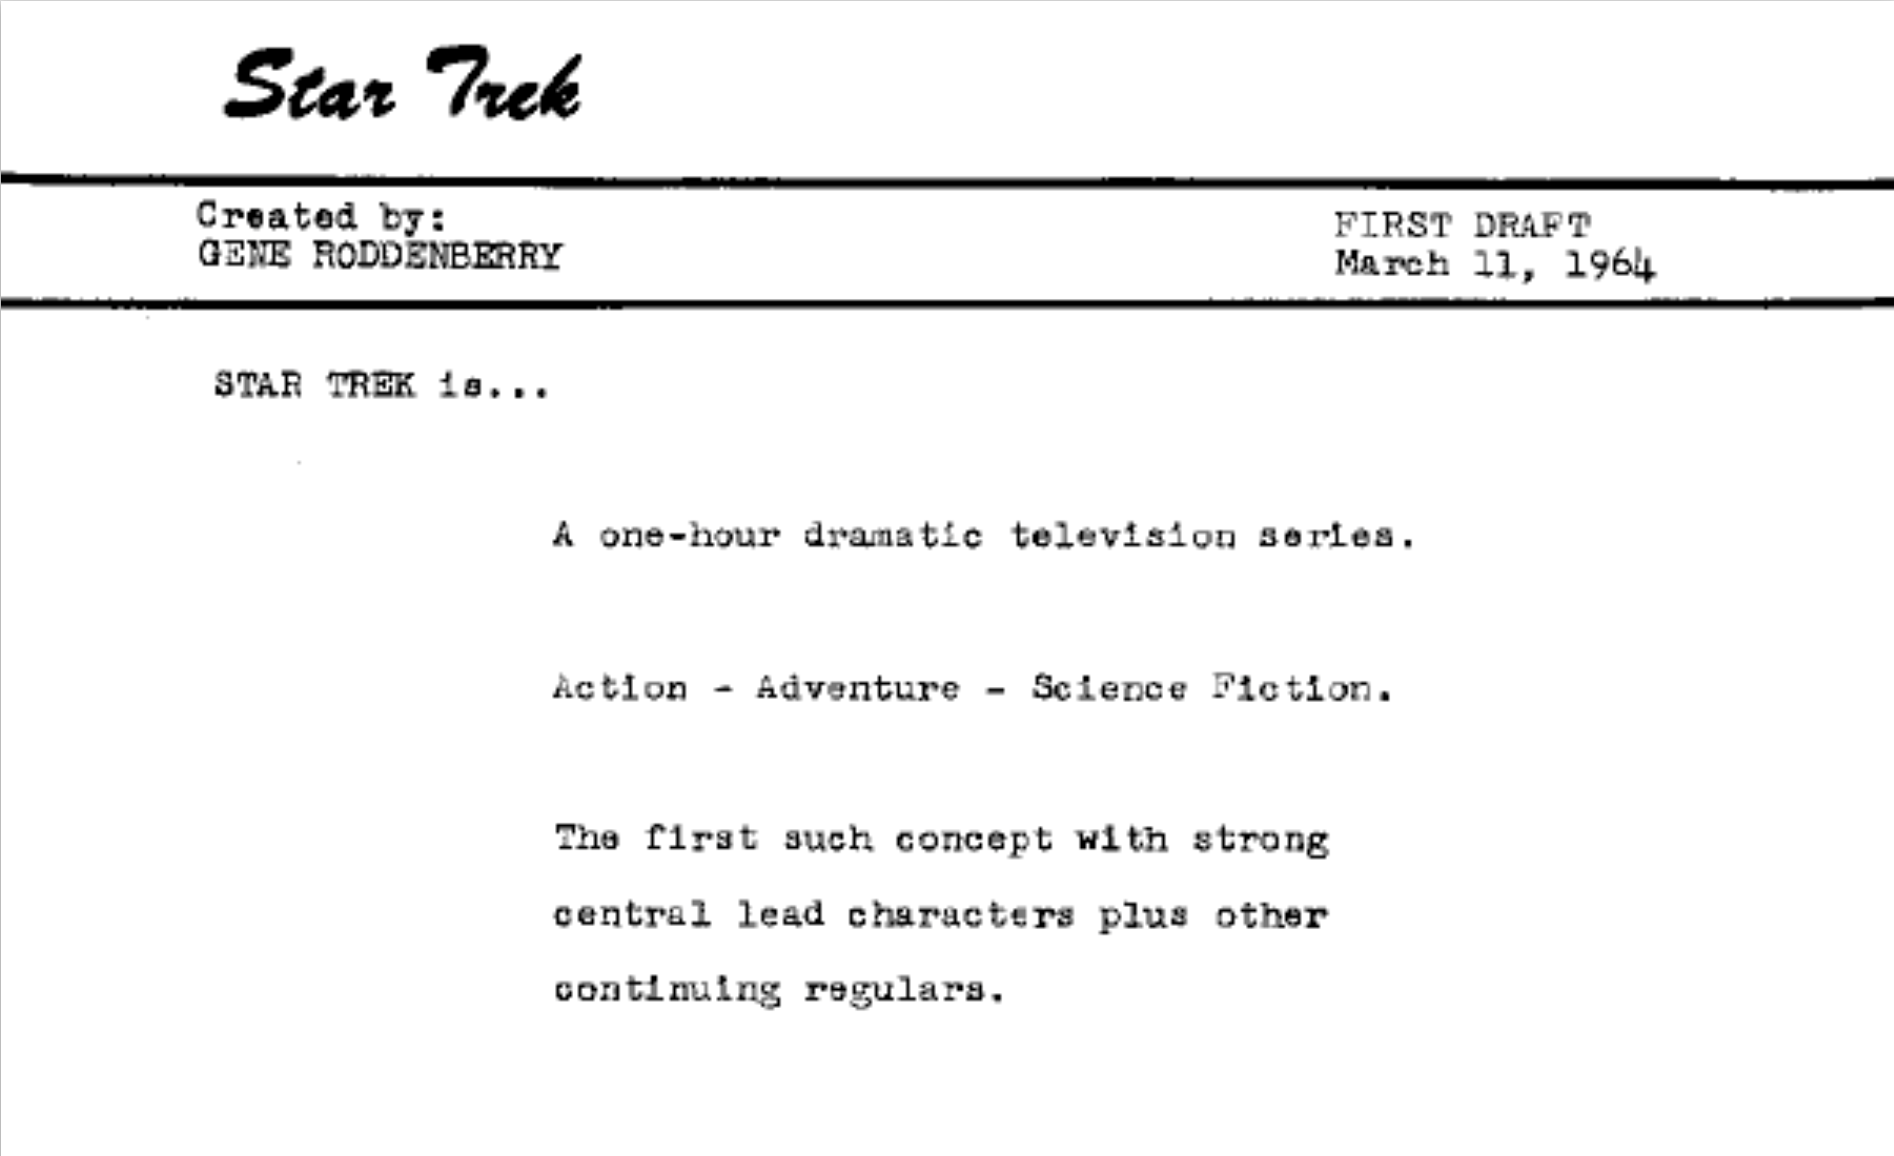 Star Trek
Created by:
GENE RODDENBERRY
FIRST DRAFT
March 11, 1964
STAR TREK is...
A one-hour dramatic television series.
Action - Adventure - Science Fiction.
The first such concept with strong
central lead characters plus other
continuing regulars.